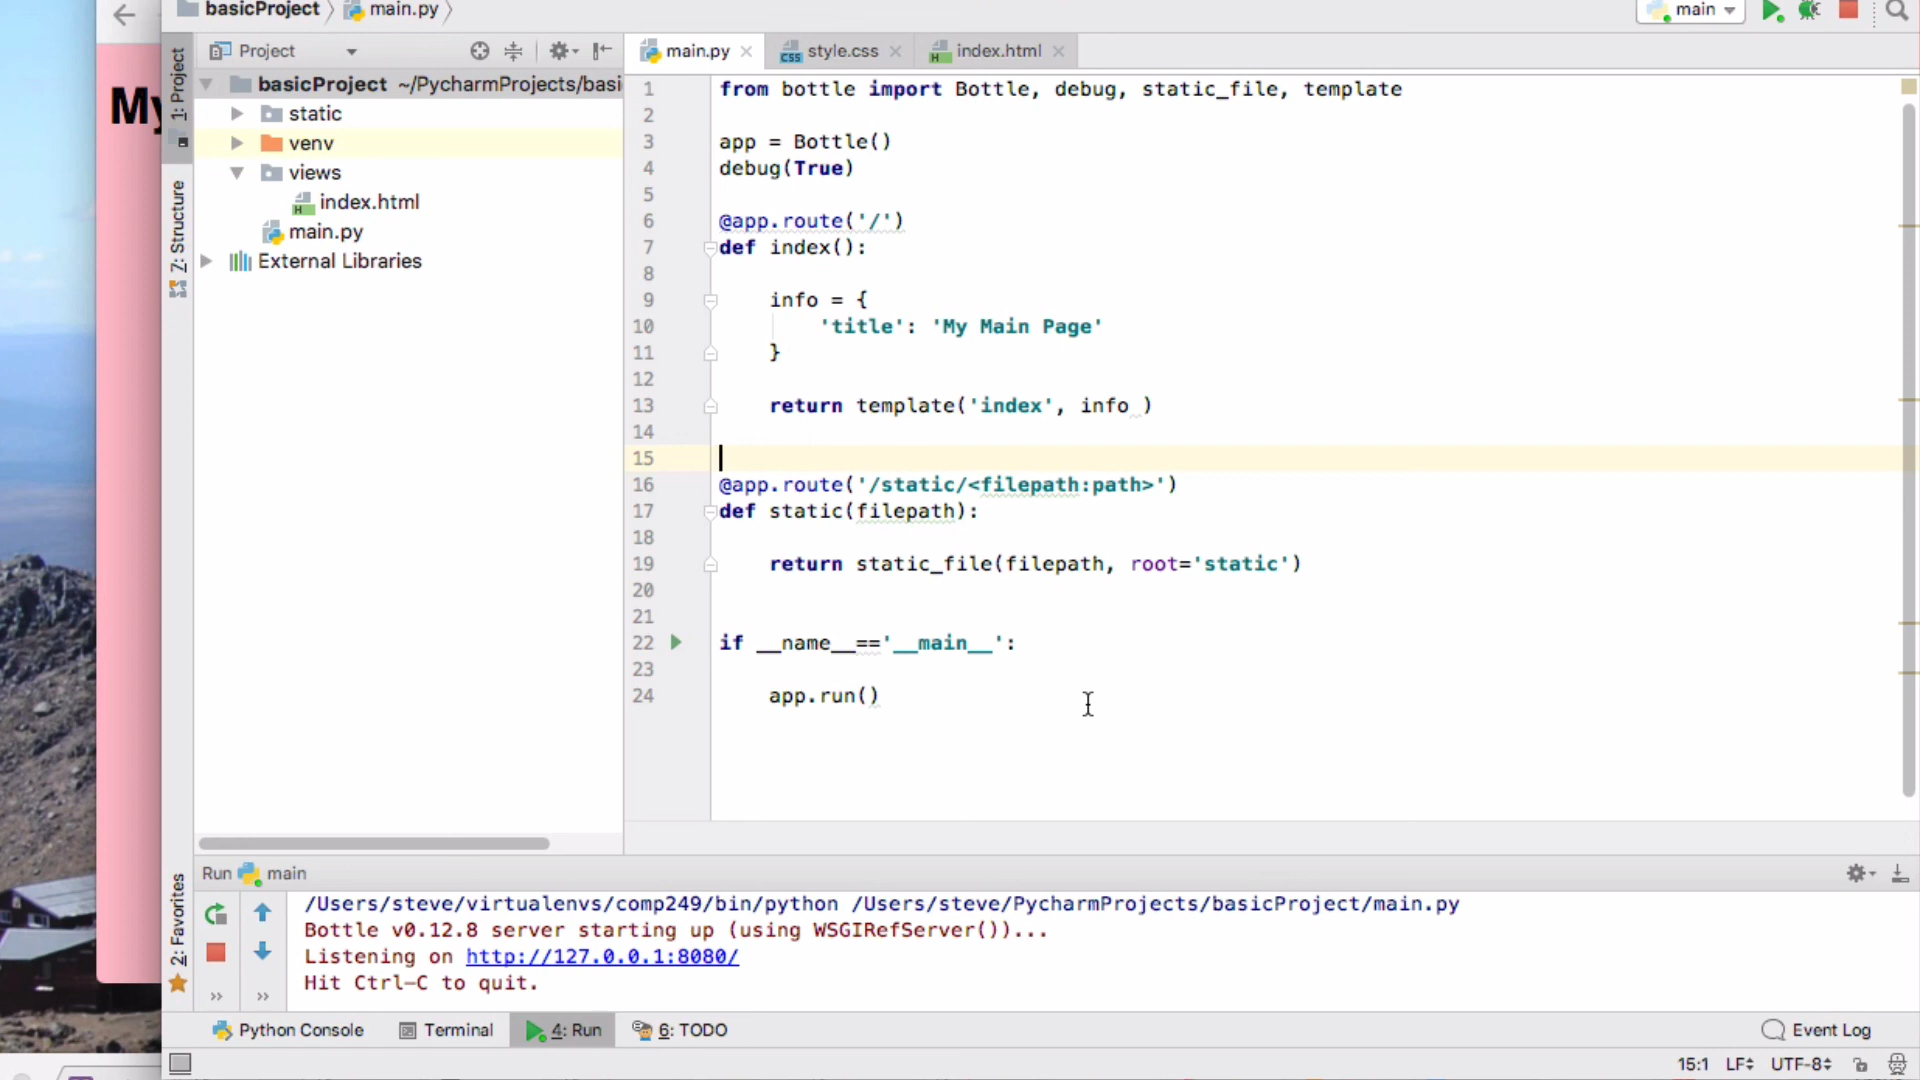 basicProject main.py
main
My
1: Project
Project
main.py
style.css
index.html
basicProject ~/PycharmProjects/basi
static
venv
views
index.html
main.py
External Libraries
Z: Structure
1 from bottle import Bottle, debug, static_file, template
2
3 app = Bottle()
4 debug(True)
5
6 @app.route('/')
7 def index():
8
9 info = {
10 'title': 'My Main Page'
11 }
12
13 return template('index', info )
14
15
16 @app.route('/static/<filepath:path>')
17 def static(filepath):
18
19 return static_file(filepath, root='static')
20
21
22 if __name__=='__main__':
23
24 app.run()
2: Favorites
Run main
/Users/steve/virtualenvs/comp249/bin/python /Users/steve/PycharmProjects/basicProject/main.py
Bottle v0.12.8 server starting up (using WSGIRefServer())...
Listening on http://127.0.0.1:8080/
Hit Ctrl-C to quit.
Python Console
Terminal
4: Run
6: TODO
Event Log
15:1 LF UTF-8